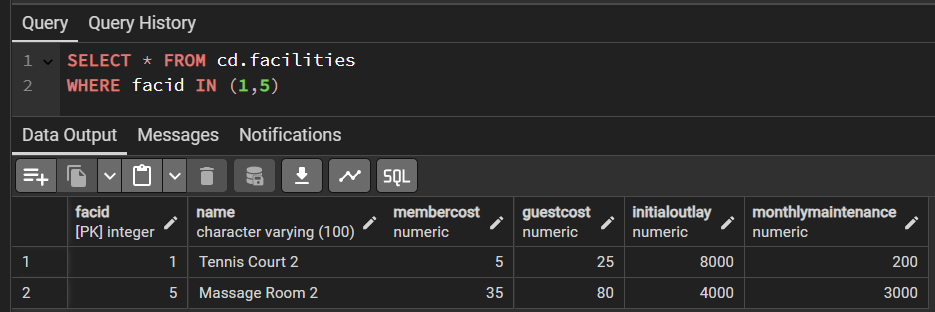 Query Query History
1 SELECT * FROM cd.facilities
2 WHERE facid IN (1,5)
Data Output Messages Notifications
SQL
facid name membercost guestcost initialoutlay monthlymaintenance
[PK] integer character varying (100) numeric numeric numeric numeric
1 1 Tennis Court 2 5 25 8000 200
2 5 Massage Room 2 35 80 4000 3000